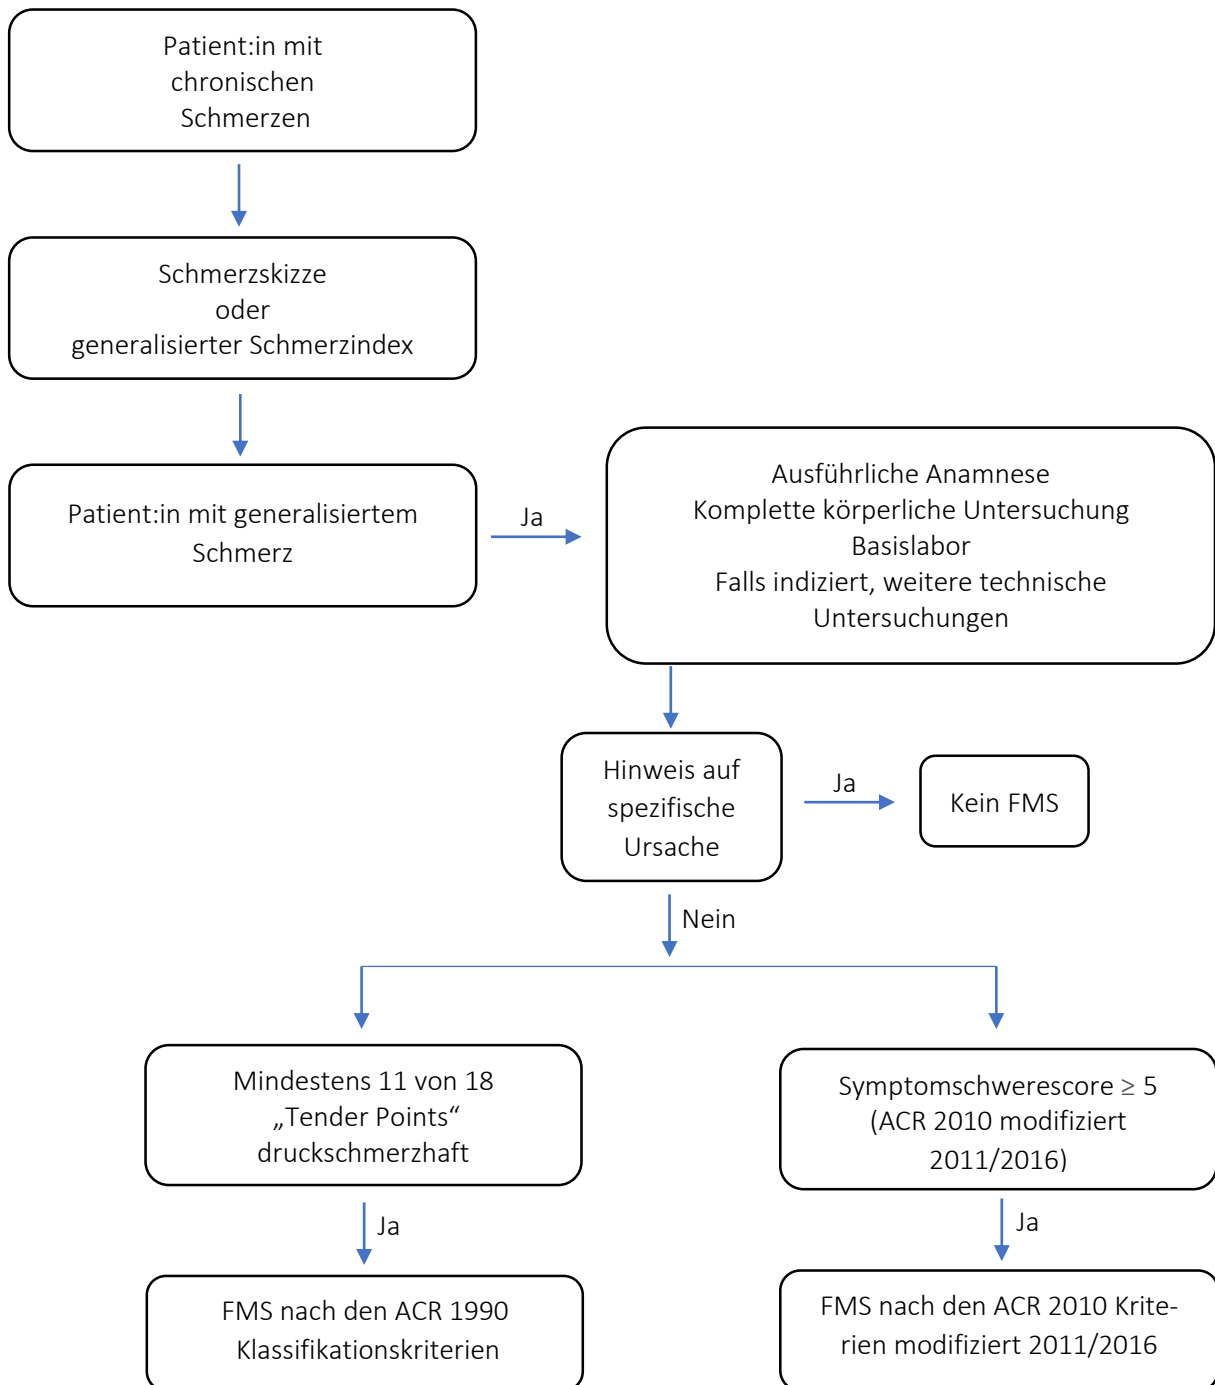 Patient:in mit
chronischen
Schmerzen
Schmerzskizze
oder
generalisierter Schmerzindex
Patient:in mit generalisiertem
Schmerz
Ja
Ausführliche Anamnese
Komplette körperliche Untersuchung
Basislabor
Falls indiziert, weitere technische
Untersuchungen
Hinweis auf
spezifische
Ursache
Ja
Kein FMS
Nein
Mindestens 11 von 18
„Tender Points“
druckschmerzhaft
Symptomschwerescore ≥ 5
(ACR 2010 modifiziert
2011/2016)
Ja
Ja
FMS nach den ACR 1990
Klassifikationskriterien
FMS nach den ACR 2010 Krite-
rien modifiziert 2011/2016